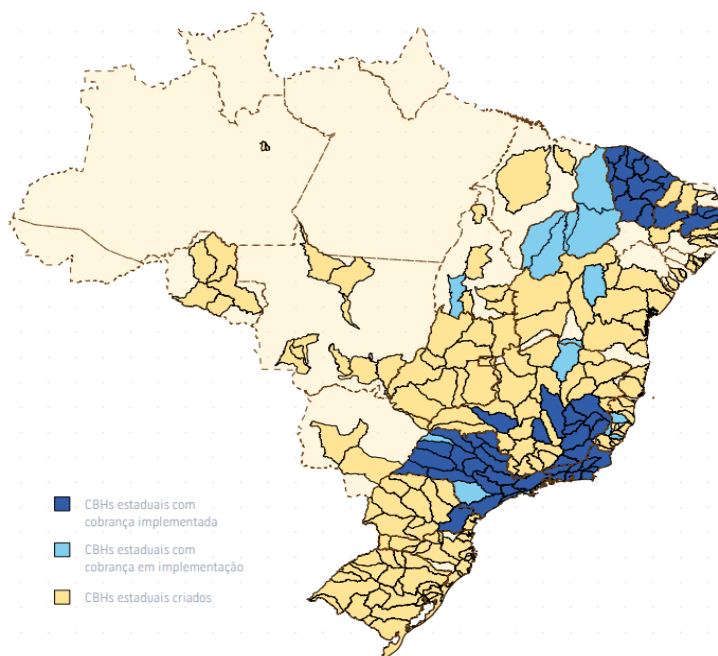 CBHs estaduais com
cobrança implementada
CBHs estaduais com
cobrança em implementação
CBHs estaduais criados